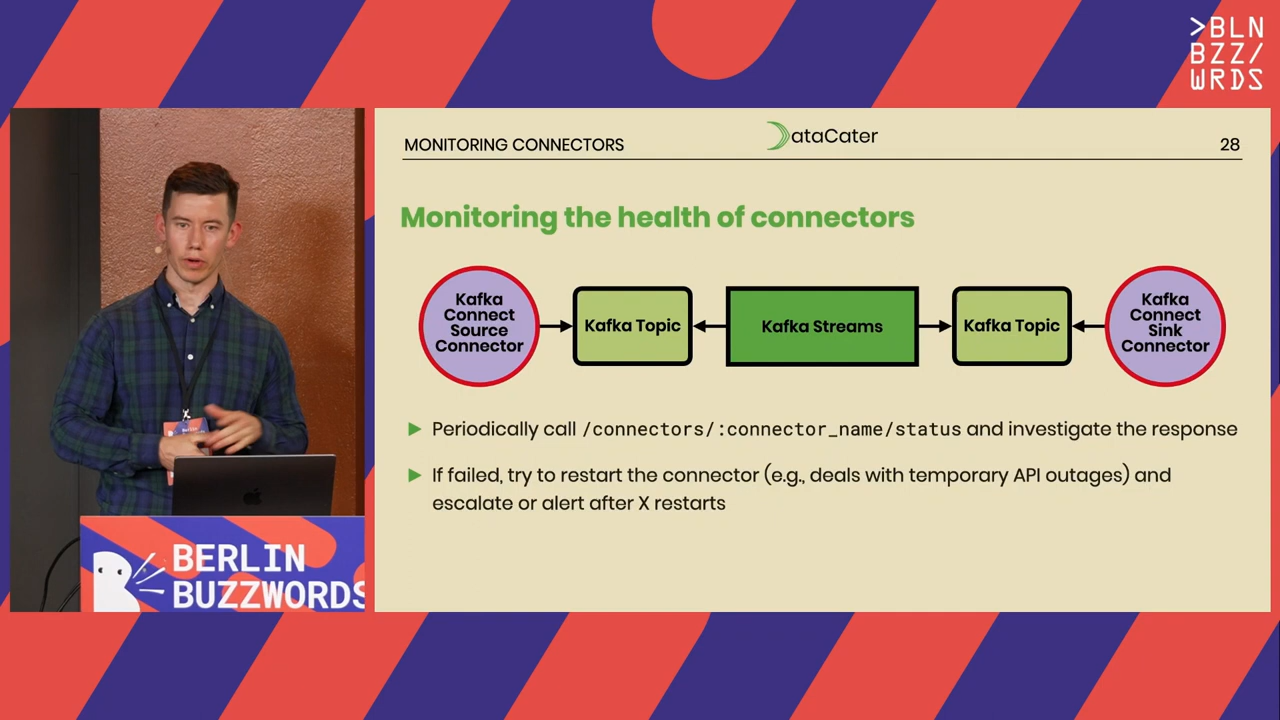 >BLN
BZZ/
WRDS
MONITORING CONNECTORS
DataCater
28
Monitoring the health of connectors
Kafka
Connect
Source
Connector
Kafka Topic
Kafka Streams
Kafka Topic
Kafka
Connect
Sink
Connector
Periodically call /connectors/:connector_name/status and investigate the response
If failed, try to restart the connector (e.g., deals with temporary API outages) and
escalate or alert after X restarts
BERLIN
BUZZWORDS